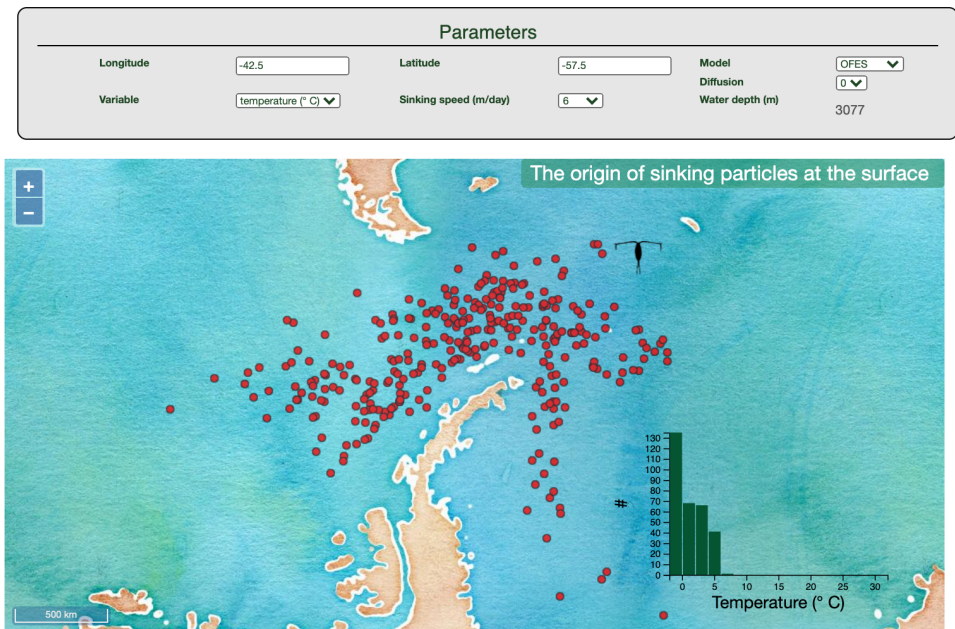 Parameters
Longitude -42.5 Latitude -57.5 Model OFES
Diffusion 0
Variable temperature (° C) Sinking speed (m/day) 6 Water depth (m) 3077
+
The origin of sinking particles at the surface
−
130
120
110
100
90
80
70
60
50
40
30
20
10
0
#
0 5 10 15 20 25 30
Temperature (° C)
500 km